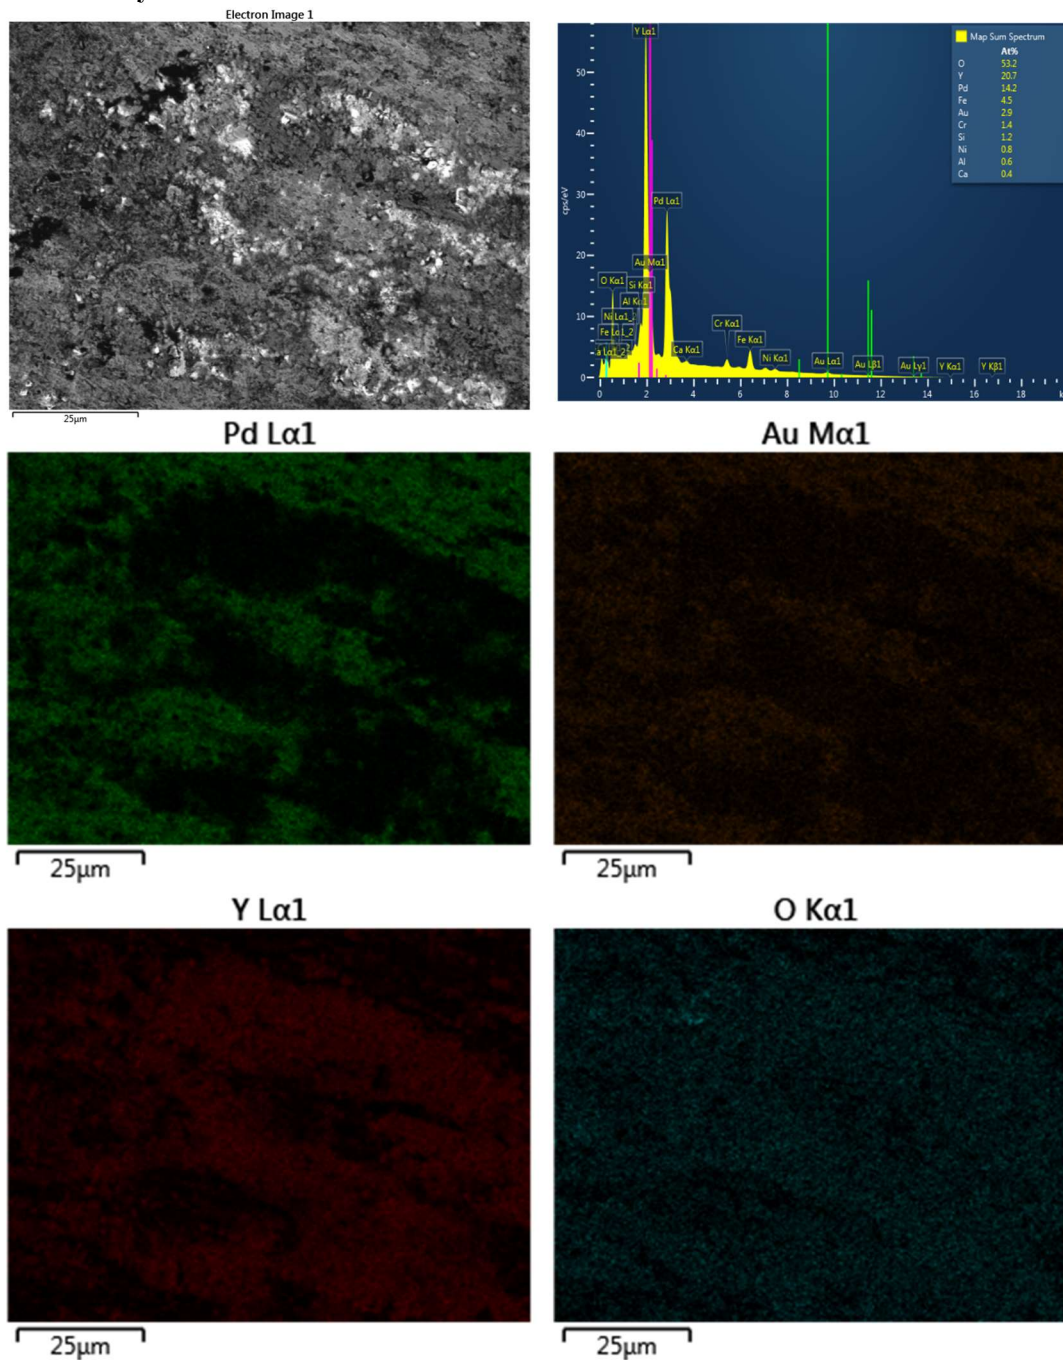 Electron Image 1
25µm
cps/eV
50
40
30
20
10
0
0 2 4 6 8 10 12 14 16 18
Y Lα1
Pd Lα1
Au Mα1
Si Kα1
O Kα1
Al Kα1
Ni Lα1_2
Fe Lα1_2
Ca Kα1
Cr Kα1
Fe Kα1
Ni Kα1
Au Lα1
Au Lβ1
Au Lγ1
Y Kα1
Y Kβ1
Map Sum Spectrum
At%
O 53.2
Y 20.7
Pd 14.2
Fe 4.5
Au 2.9
Cr 1.4
Si 1.2
Ni 0.8
Al 0.6
Ca 0.4
Pd Lα1
Au Mα1
25µm
25µm
Y Lα1
O Kα1
25µm
25µm